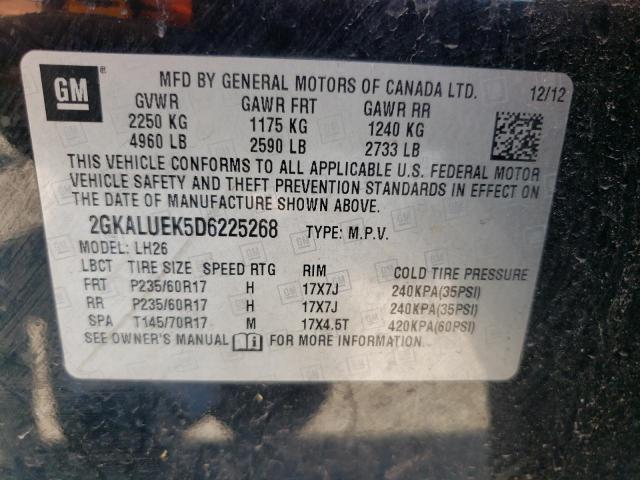 GM ®
MFD BY GENERAL MOTORS OF CANADA LTD. 12/12
GVWR GAWR FRT GAWR RR
2250 KG 1175 KG 1240 KG
4960 LB 2590 LB 2733 LB
THIS VEHICLE CONFORMS TO ALL APPLICABLE U.S. FEDERAL MOTOR
VEHICLE SAFETY AND THEFT PREVENTION STANDARDS IN EFFECT ON
THE DATE OF MANUFACTURE SHOWN ABOVE.
2GKALUEK5D6225268 TYPE: M.P.V.
MODEL: LH26
LBCT TIRE SIZE SPEED RTG RIM COLD TIRE PRESSURE
FRT P235/60R17 H 17X7J 240KPA(35PSI)
RR P235/60R17 H 17X7J 240KPA(35PSI)
SPA T145/70R17 M 17X4.5T 420KPA(60PSI)
SEE OWNER'S MANUAL FOR MORE INFORMATION.